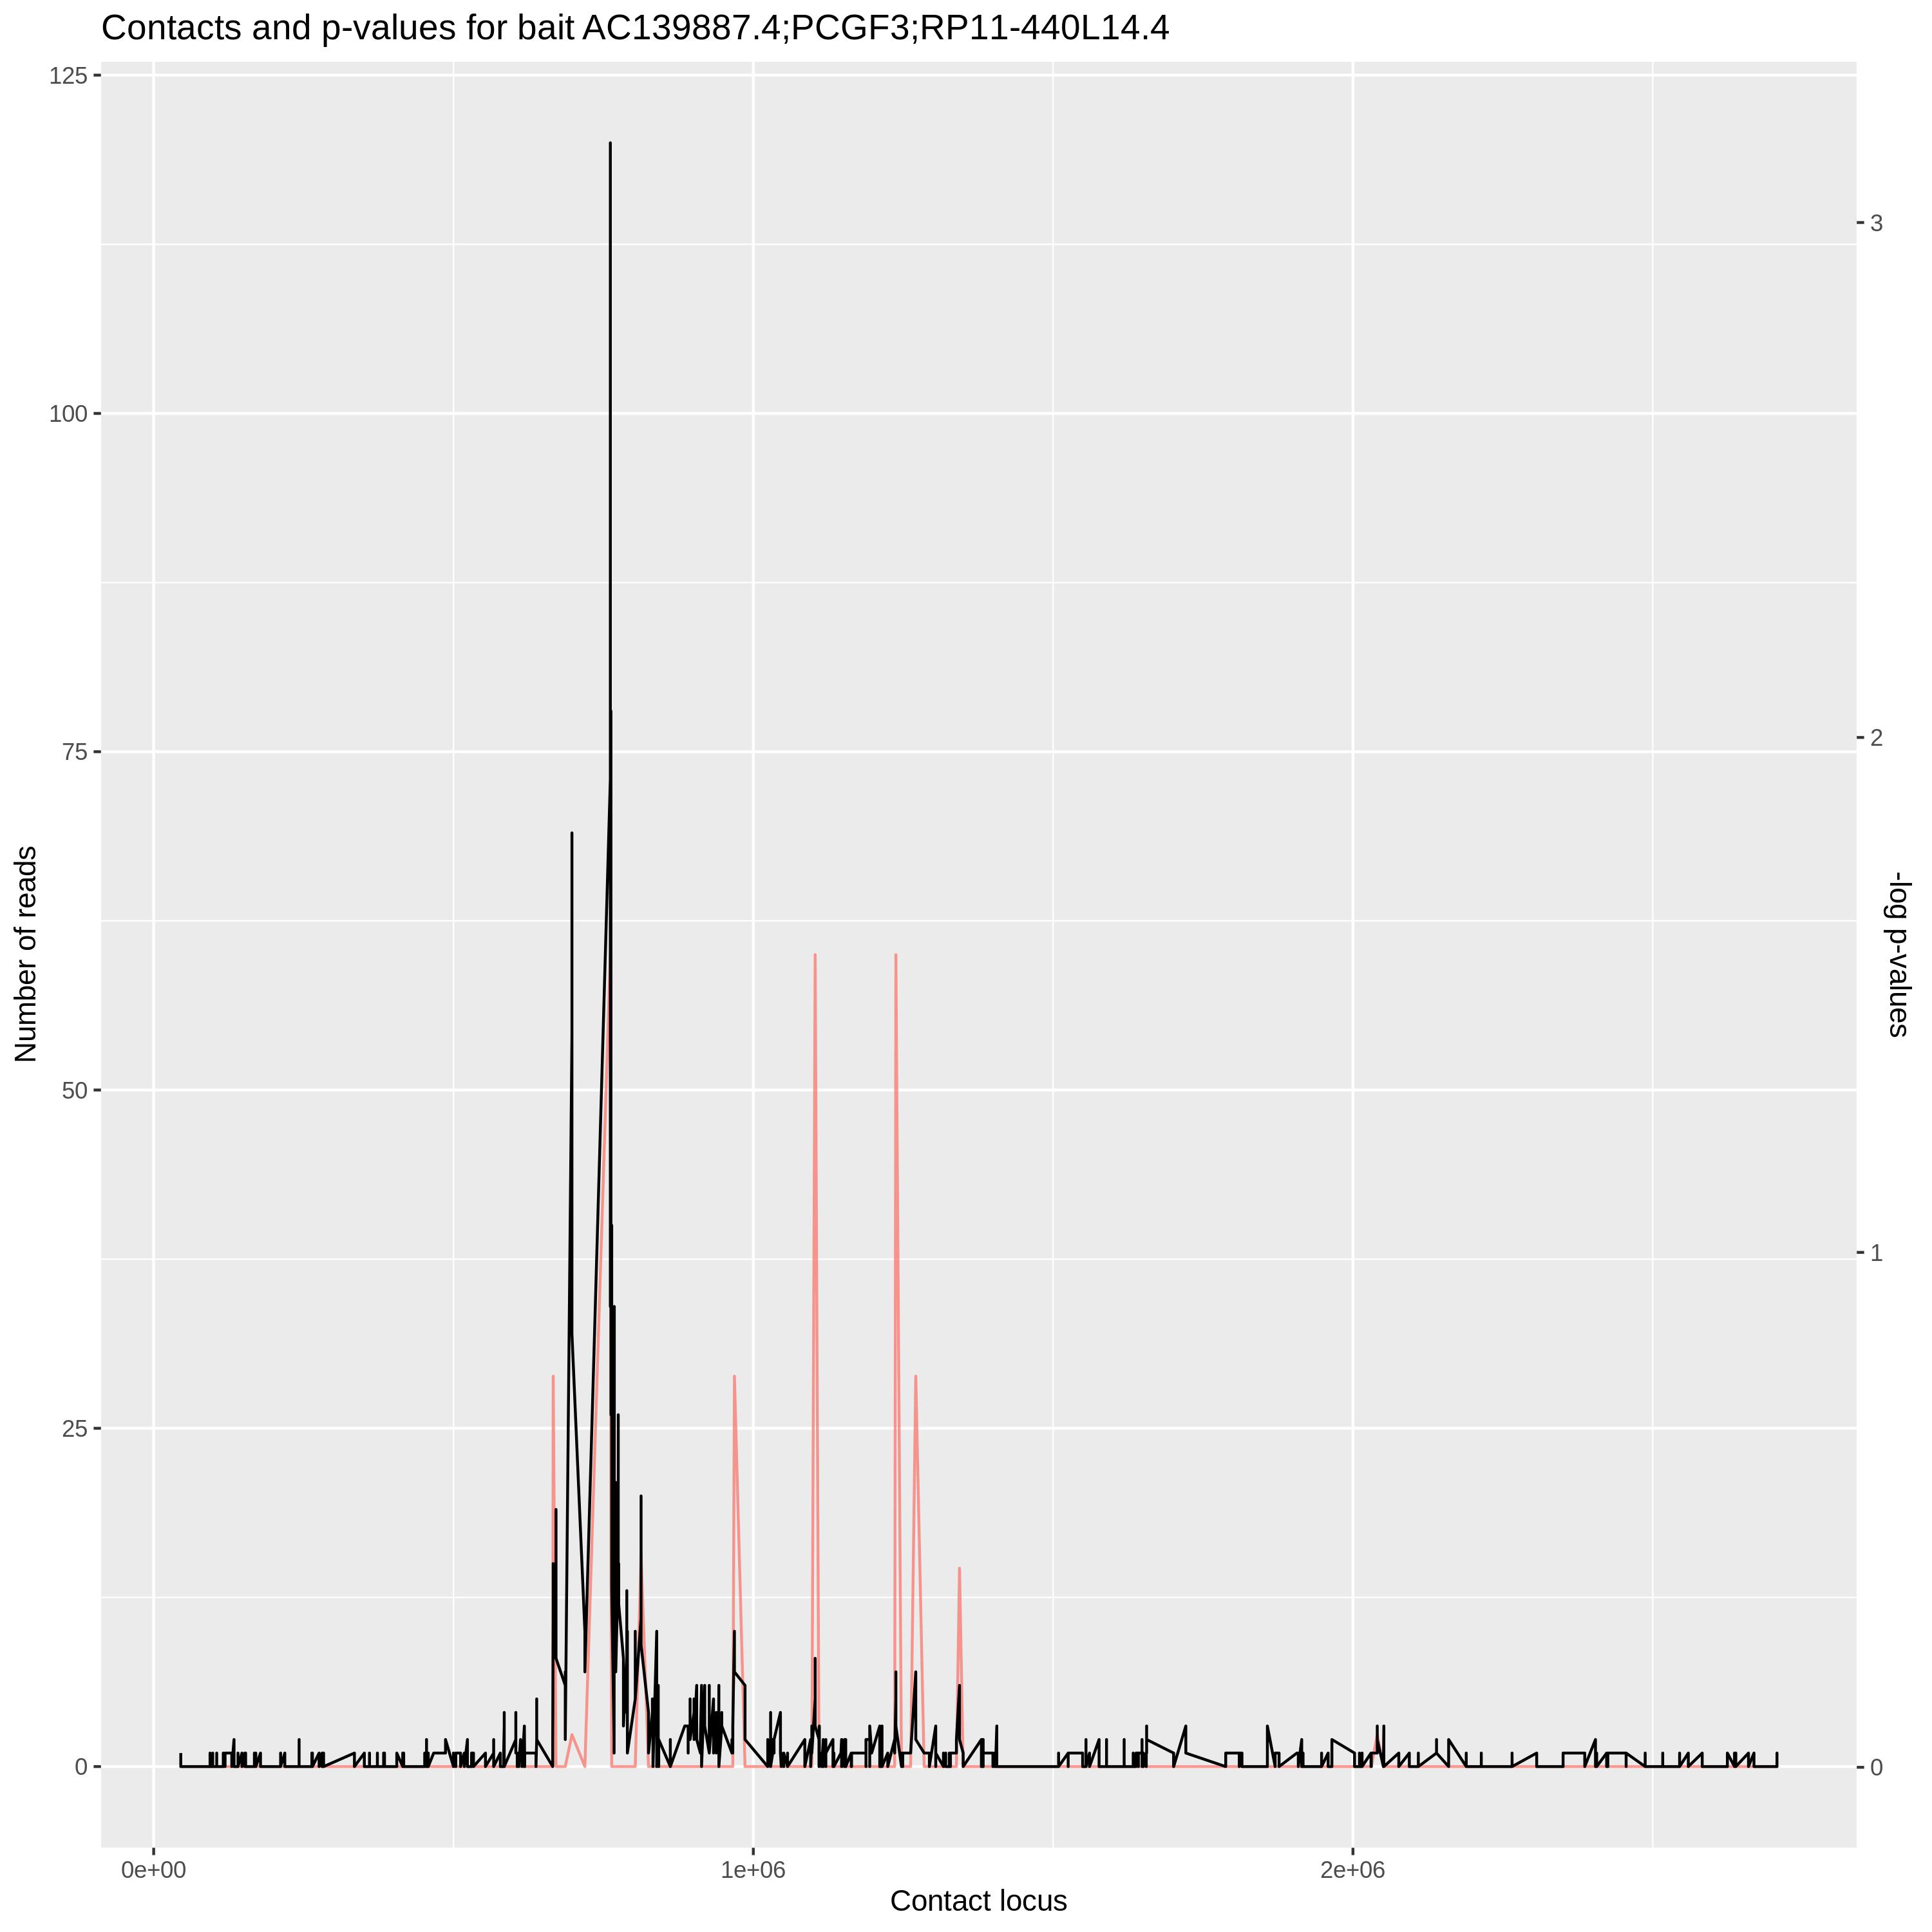 Contacts and p-values for bait AC139887.4;PCGF3;RP11-440L14.4
125
100
75
50
25
0
Number of reads
3
2
1
0
-log p-values
0e+00 1e+06 2e+06
Contact locus